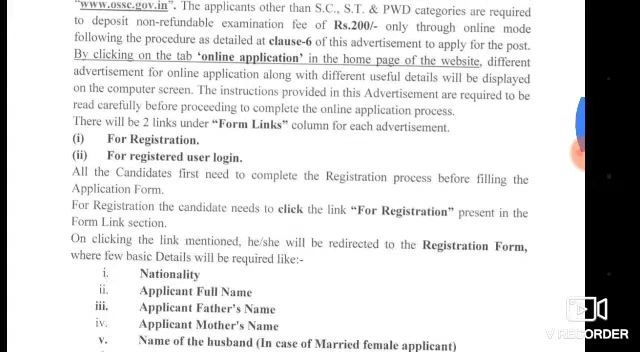 "www.ossc.gov.in". The applicants other than S.C., S.T. & PWD categories are required
to deposit non-refundable examination fee of Rs.200/- only through online mode
following the procedure as detailed at clause-6 of this advertisement to apply for the post.
By clicking on the tab 'online application' in the home page of the website, different
advertisement for online application along with different useful details will be displayed
on the computer screen. The instructions provided in this Advertisement are required to be
read carefully before proceeding to complete the online application process.
There will be 2 links under "Form Links" column for each advertisement.
(i) For Registration.
(ii) For registered user login.
All the Candidates first need to complete the Registration process before filling the
Application Form.
For Registration the candidate needs to click the link "For Registration" present in the
Form Link section.
On clicking the link mentioned, he/she will be redirected to the Registration Form,
where few basic Details will be required like:-
i. Nationality
ii. Applicant Full Name
iii. Applicant Father's Name
iv. Applicant Mother's Name
v. Name of the husband (In case of Married female applicant)
V RECORDER